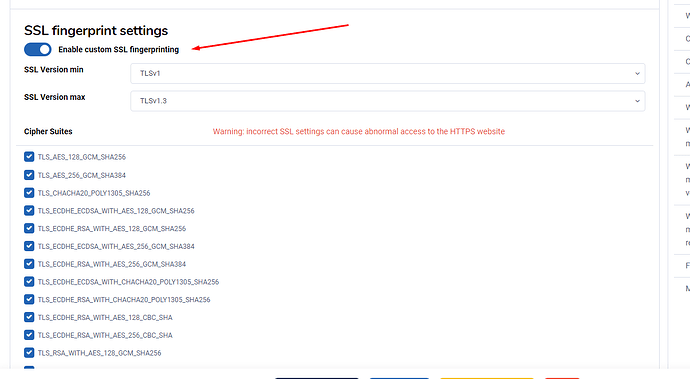 SSL fingerprint settings
Enable custom SSL fingerprinting
SSL Version min
TLSv1
SSL Version max
TLSv1.3
Cipher Suites
Warning: incorrect SSL settings can cause abnormal access to the HTTPS website
TLS_AES_128_GCM_SHA256
TLS_AES_256_GCM_SHA384
TLS_CHACHA20_POLY1305_SHA256
TLS_ECDHE_ECDSA_WITH_AES_128_GCM_SHA256
TLS_ECDHE_RSA_WITH_AES_128_GCM_SHA256
TLS_ECDHE_ECDSA_WITH_AES_256_GCM_SHA384
TLS_ECDHE_RSA_WITH_AES_256_GCM_SHA384
TLS_ECDHE_ECDSA_WITH_CHACHA20_POLY1305_SHA256
TLS_ECDHE_RSA_WITH_CHACHA20_POLY1305_SHA256
TLS_ECDHE_RSA_WITH_AES_128_CBC_SHA
TLS_ECDHE_RSA_WITH_AES_256_CBC_SHA
TLS_RSA_WITH_AES_128_GCM_SHA256